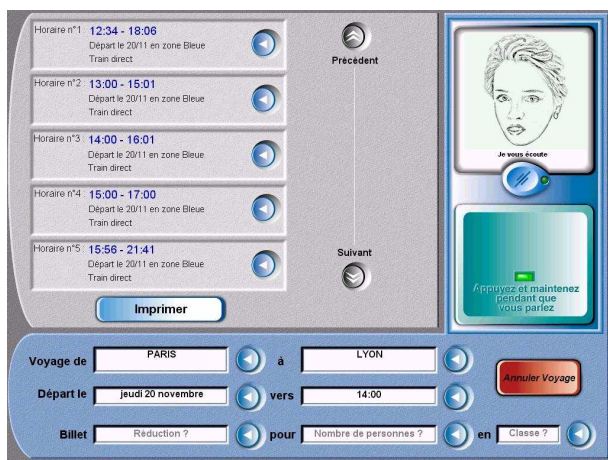 Horaire n°1 12:34 - 18:06
Départ le 20/11 en zone Bleue
Train direct
Horaire n°2 13:00 - 15:01
Départ le 20/11 en zone Bleue
Train direct
Horaire n°3 14:00 - 16:01
Départ le 20/11 en zone Bleue
Train direct
Horaire n°4 15:00 - 17:00
Départ le 20/11 en zone Bleue
Train direct
Horaire n°5 15:56 - 21:41
Départ le 20/11 en zone Bleue
Train direct
Imprimer
Précédent
Suivant
Je vous écoute
Appuyez et maintenez
pendant que
vous parlez
Voyage de PARIS à LYON
Départ le jeudi 20 novembre vers 14:00
Billet Réduction ? pour Nombre de personnes ? en Classe ?
Annuler Voyage